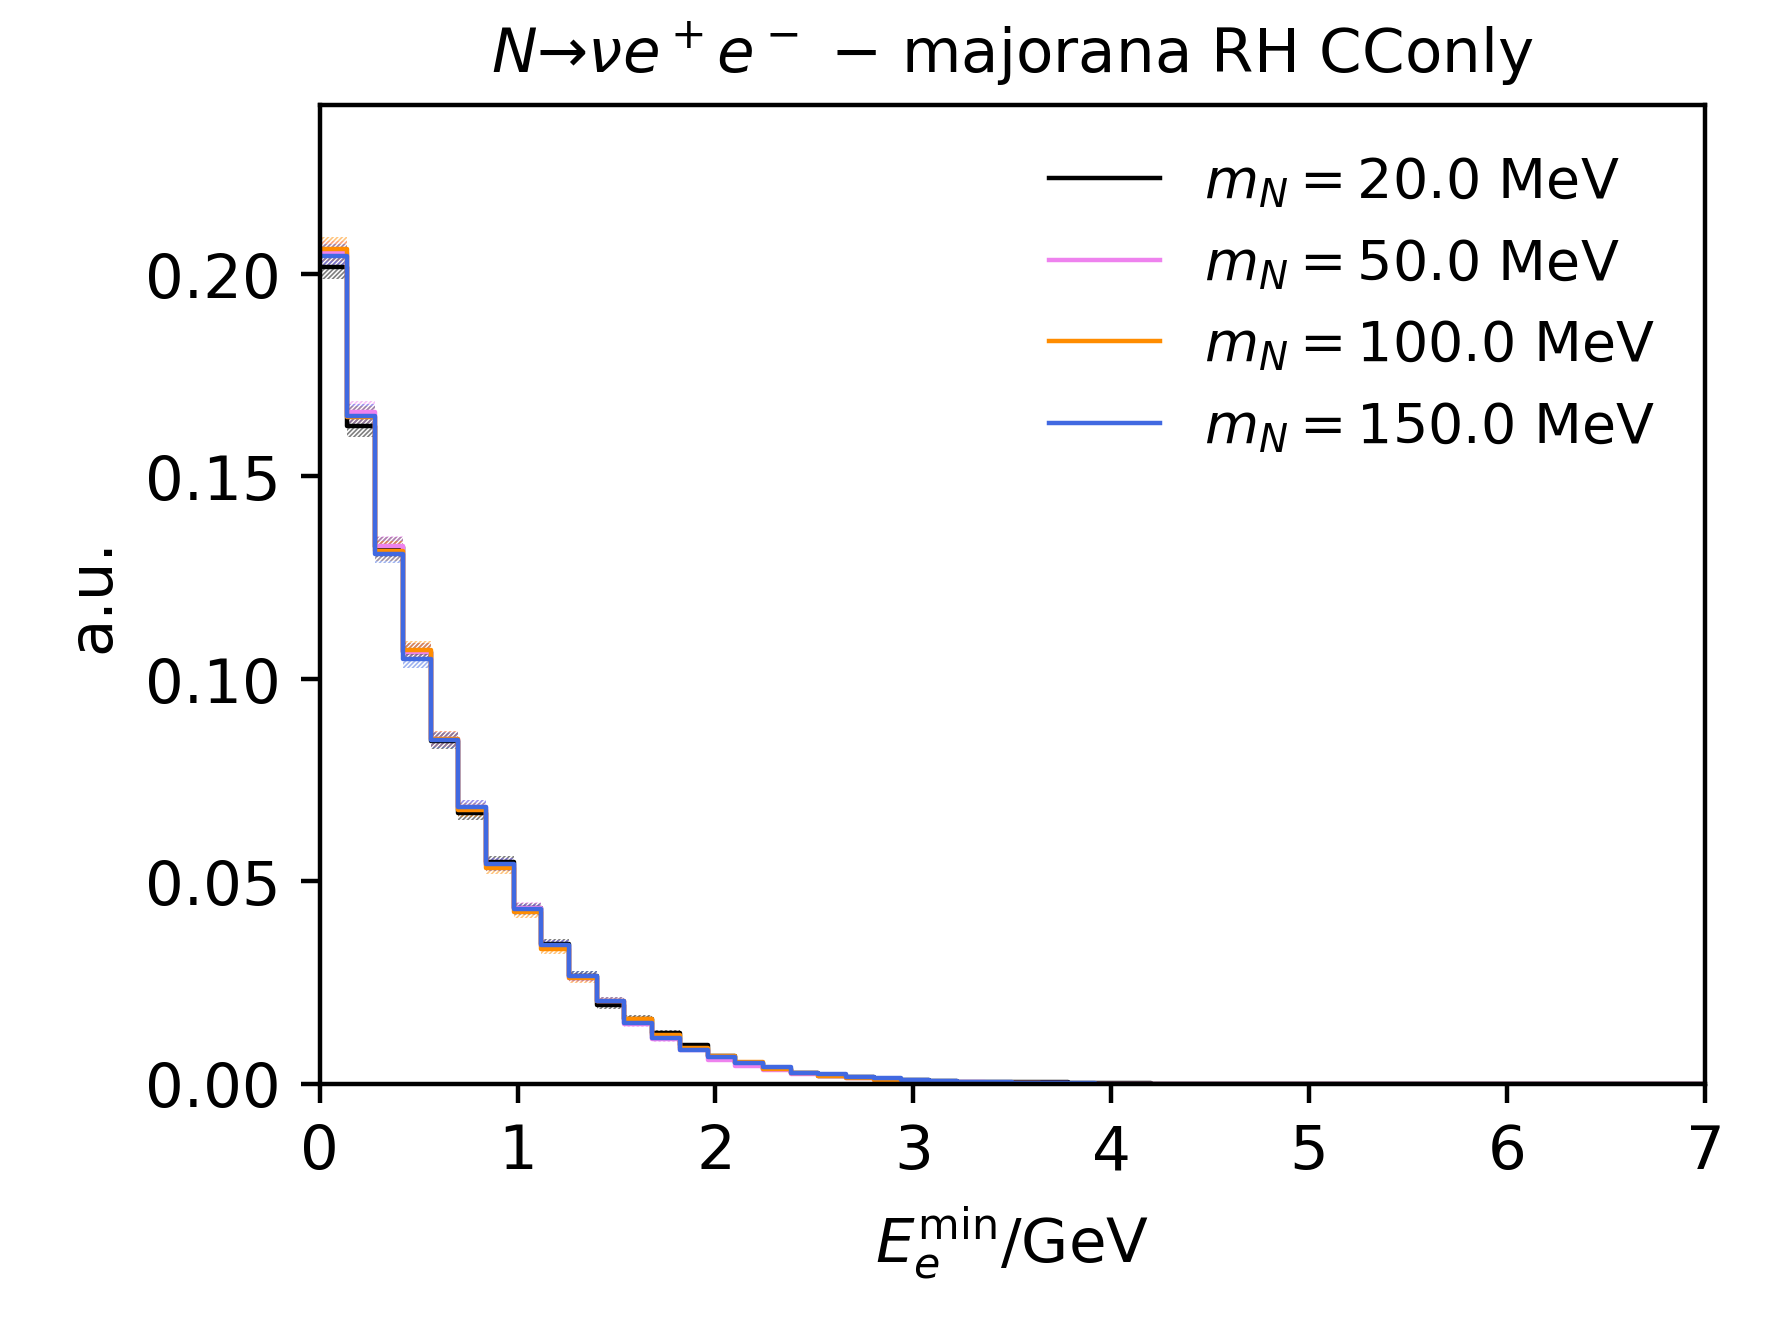 N→νe⁺e⁻ − majorana RH CConly
m_N = 20.0 MeV
m_N = 50.0 MeV
m_N = 100.0 MeV
m_N = 150.0 MeV
a.u.
0.20
0.15
0.10
0.05
0.00
0 1 2 3 4 5 6 7
E_e^min/GeV